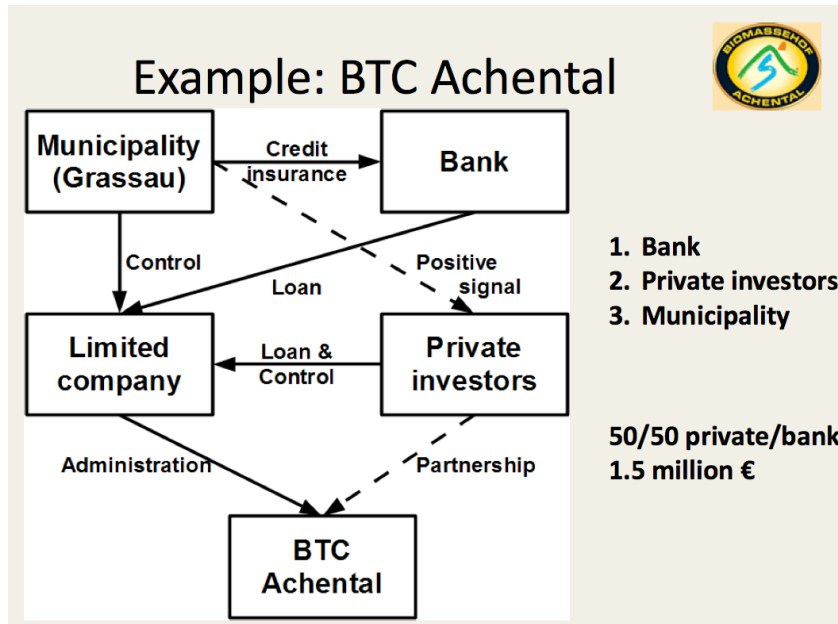 Example: BTC Achental
BIOMASSEHOF
ACHENTAL
Municipality
(Grassau)
Credit
insurance
Bank
Control
Loan
Positive
signal
Limited
company
Loan &
Control
Private
investors
Administration
Partnership
BTC
Achental
1. Bank
2. Private investors
3. Municipality
50/50 private/bank
1.5 million €